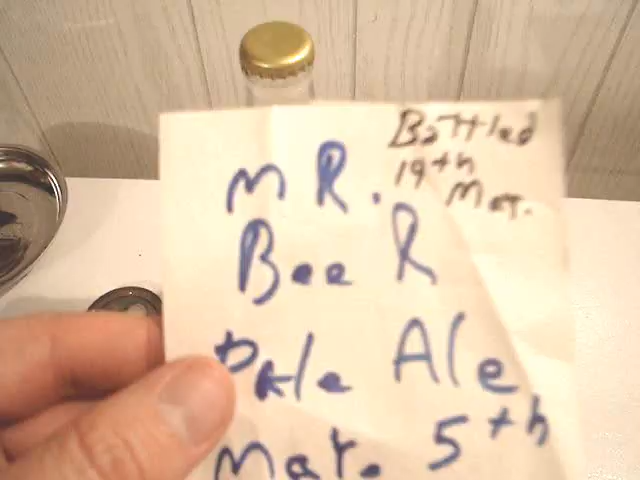 Bottled
19th
Mar.
MR.
BeeR
Pale Ale
Mar. 5th